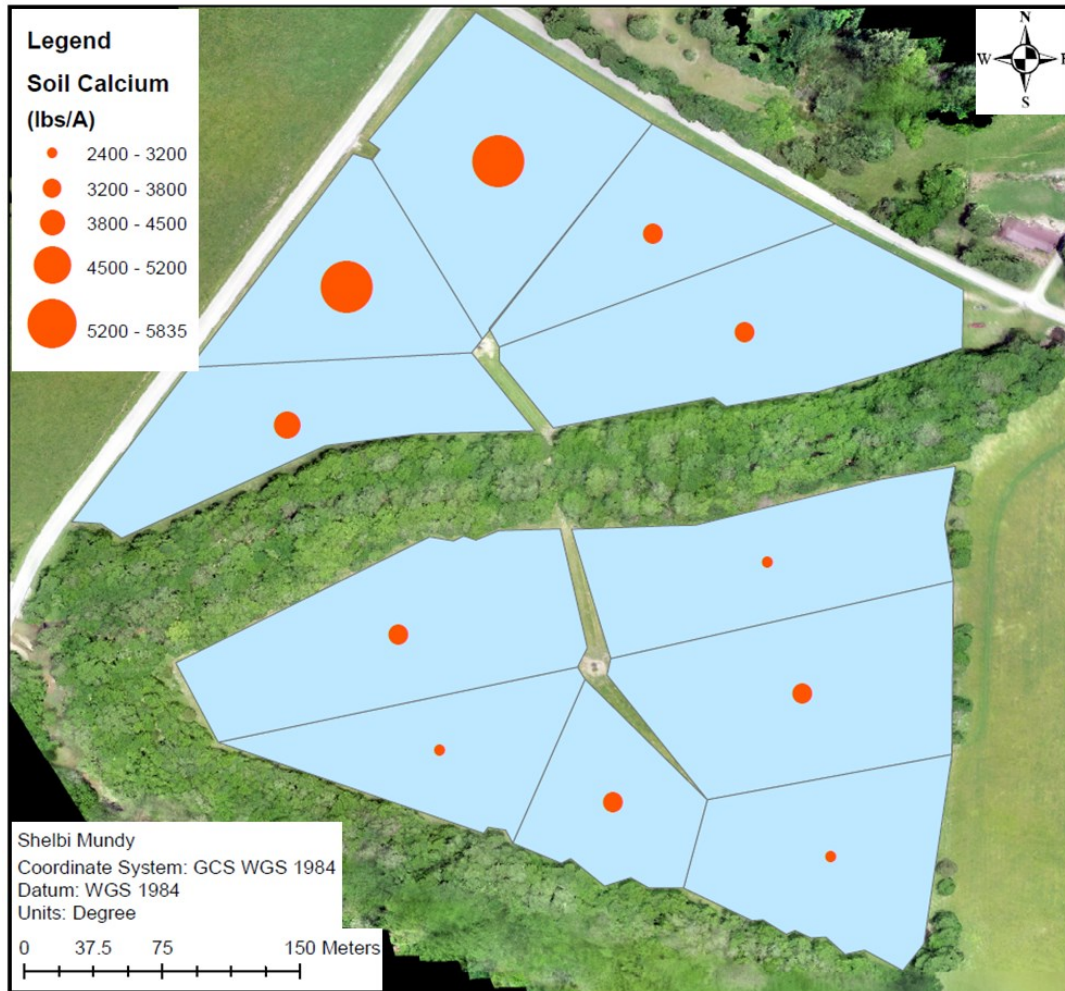 Legend
Soil Calcium
(lbs/A)
2400 - 3200
3200 - 3800
3800 - 4500
4500 - 5200
5200 - 5835
N
W E
S
Shelbi Mundy
Coordinate System: GCS WGS 1984
Datum: WGS 1984
Units: Degree
0 37.5 75 150 Meters